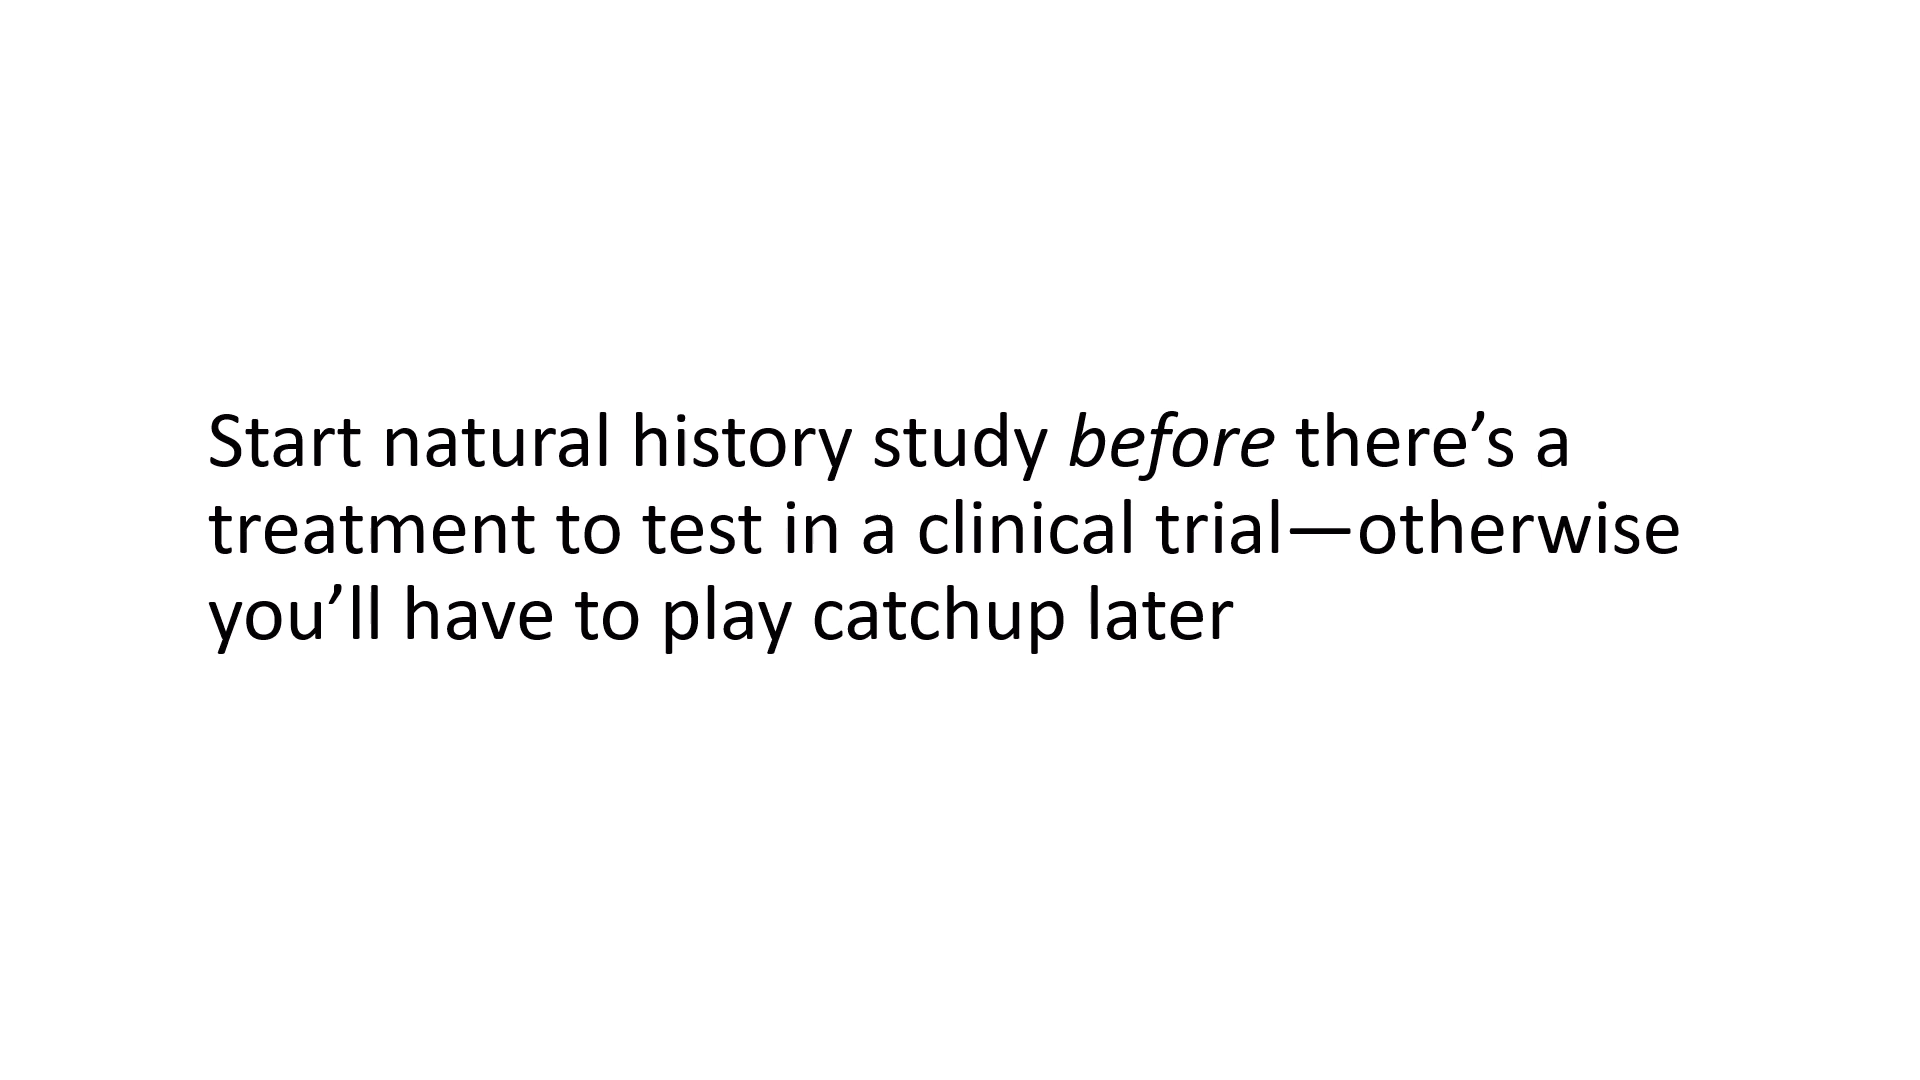 Start natural history study before there’s a
treatment to test in a clinical trial—otherwise
you’ll have to play catchup later